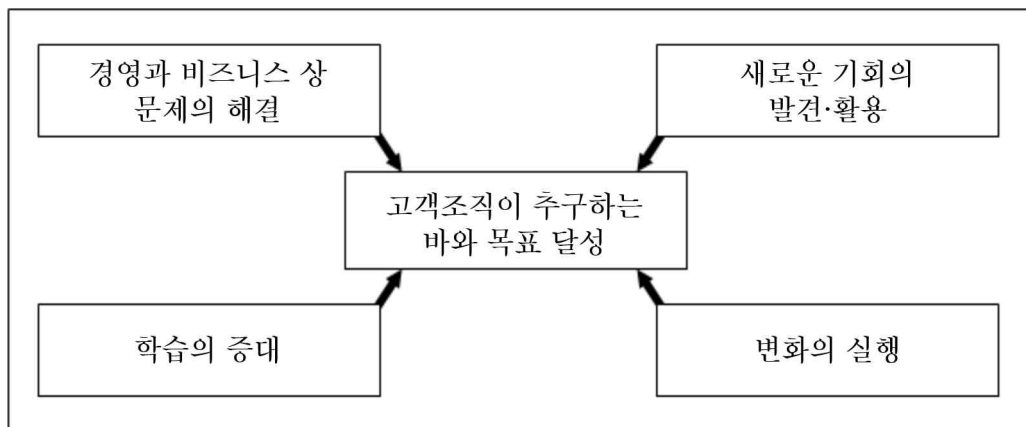 경영과 비즈니스 상
문제의 해결
새로운 기회의
발견·활용
고객조직이 추구하는
바와 목표 달성
학습의 증대
변화의 실행